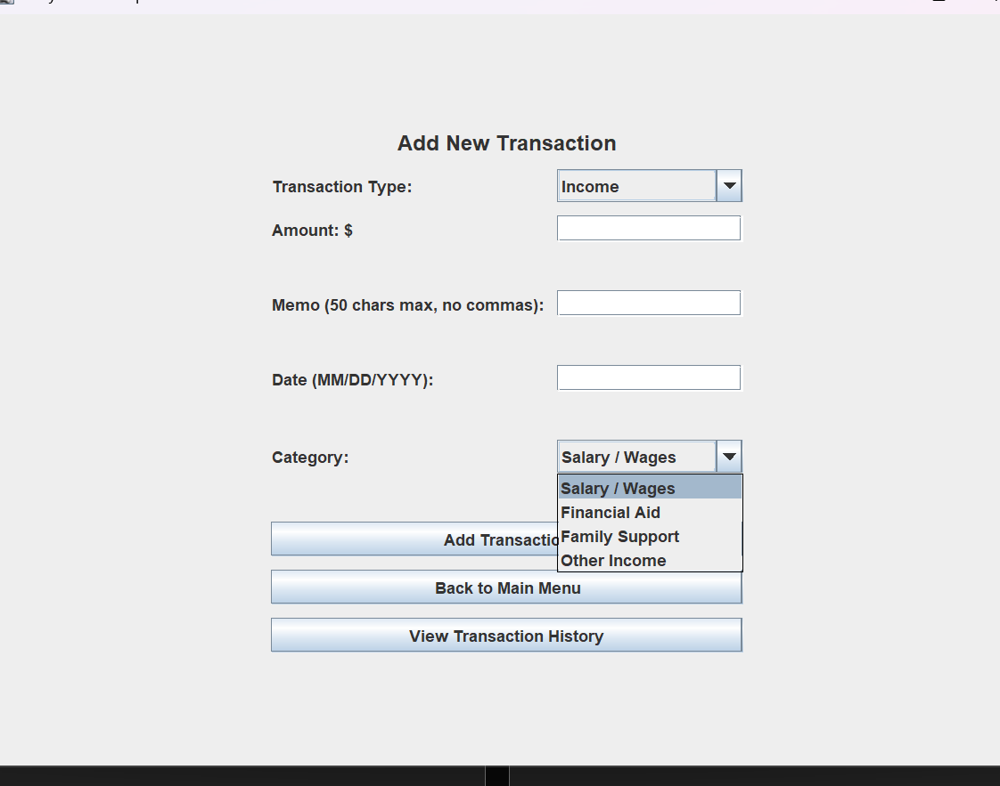 Add New Transaction
Transaction Type: Income
Amount: $
Memo (50 chars max, no commas):
Date (MM/DD/YYYY):
Category: Salary / Wages
Salary / Wages
Financial Aid
Family Support
Other Income
Add Transactio
Back to Main Menu
View Transaction History